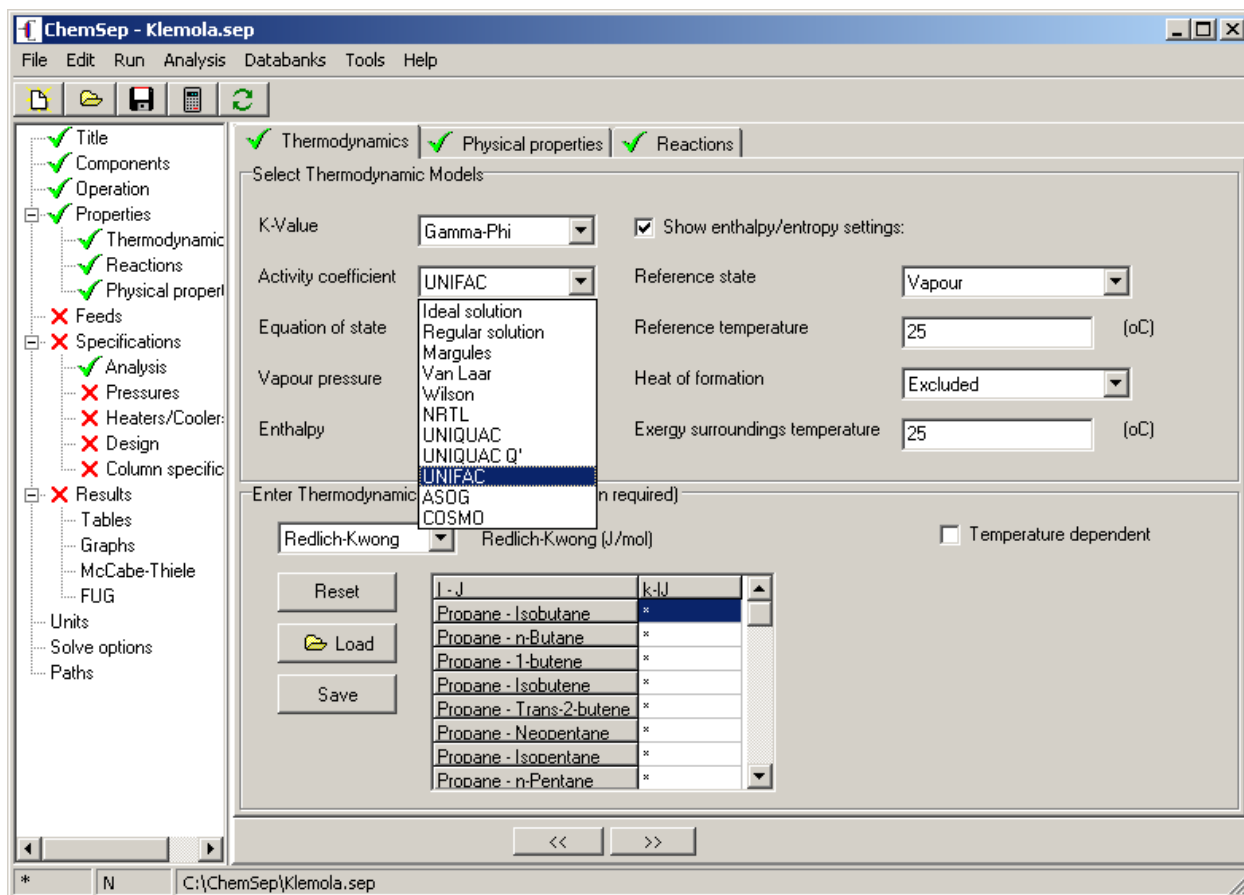 ChemSep - Klemola.sep
File Edit Run Analysis Databanks Tools Help
Title
Components
Operation
Properties
Thermodynamic
Reactions
Physical propert
Feeds
Specifications
Analysis
Pressures
Heaters/Cooler
Design
Column specific
Results
Tables
Graphs
McCabe-Thiele
FUG
Units
Solve options
Paths
Thermodynamics Physical properties Reactions
Select Thermodynamic Models
K-Value Gamma-Phi Show enthalpy/entropy settings:
Activity coefficient UNIFAC Reference state Vapour
Ideal solution
Regular solution
Margules
Van Laar
Wilson
NRTL
UNIQUAC
UNIQUAC Q'
UNIFAC
ASOG
COSMO
Equation of state Reference temperature 25 (oC)
Vapour pressure Heat of formation Excluded
Enthalpy Exergy surroundings temperature 25 (oC)
Enter Thermodynamic n required)
Redlich-Kwong Redlich-Kwong (J/mol) Temperature dependent
Reset
Load
Save
I - J k-IJ
Propane - Isobutane *
Propane - n-Butane *
Propane - 1-butene *
Propane - Isobutene *
Propane - Trans-2-butene *
Propane - Neopentane *
Propane - Isopentane *
Propane - n-Pentane *
<< >>
* N C:\ChemSep\Klemola.sep